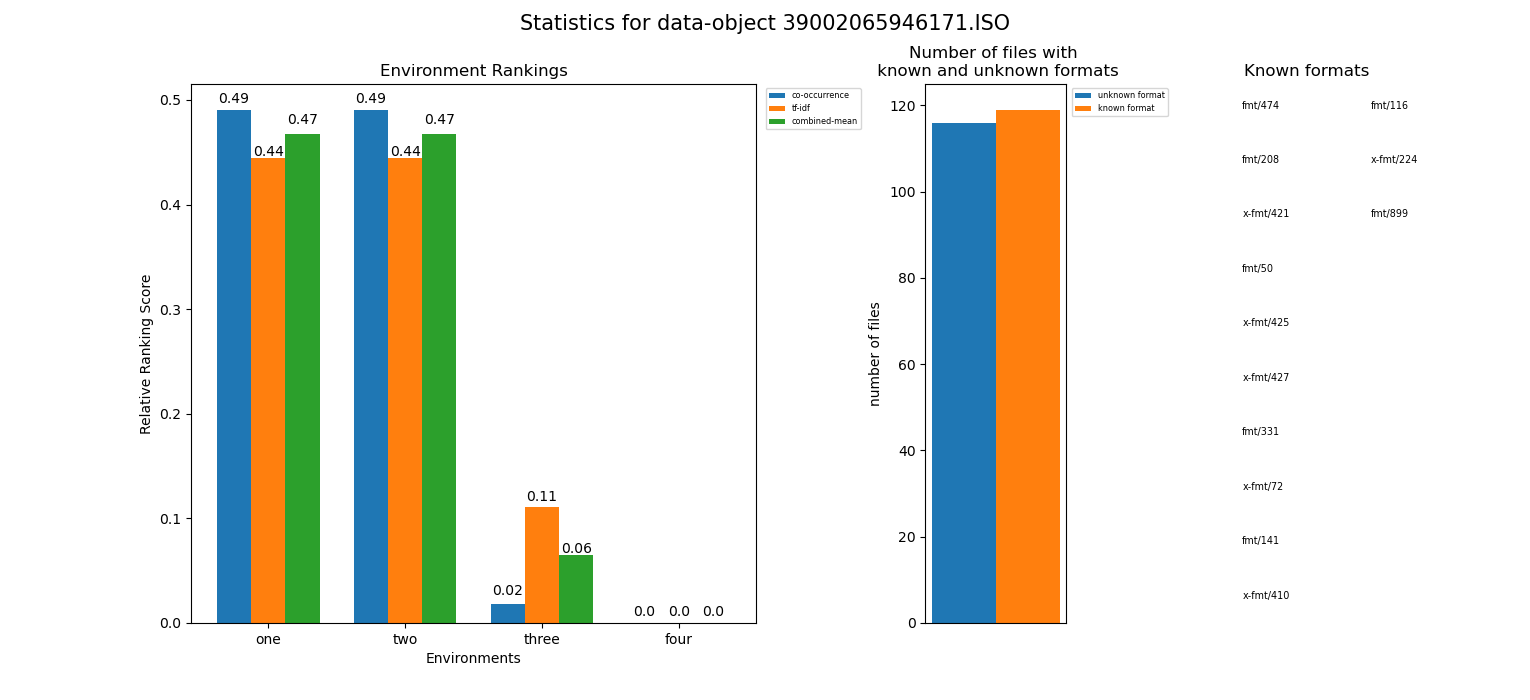 Statistics for data-object 39002065946171.ISO
Environment Rankings
Relative Ranking Score
0.5
0.4
0.3
0.2
0.1
0.0
0.49
0.44
0.47
0.49
0.44
0.47
0.02
0.11
0.06
0.0
0.0
0.0
one
two
three
four
Environments
co-occurrence
tf-idf
combined-mean
Number of files with
known and unknown formats
number of files
120
100
80
60
40
20
0
unknown format
known format
Known formats
fmt/474
fmt/116
fmt/208
x-fmt/224
x-fmt/421
fmt/899
fmt/50
x-fmt/425
x-fmt/427
fmt/331
x-fmt/72
fmt/141
x-fmt/410